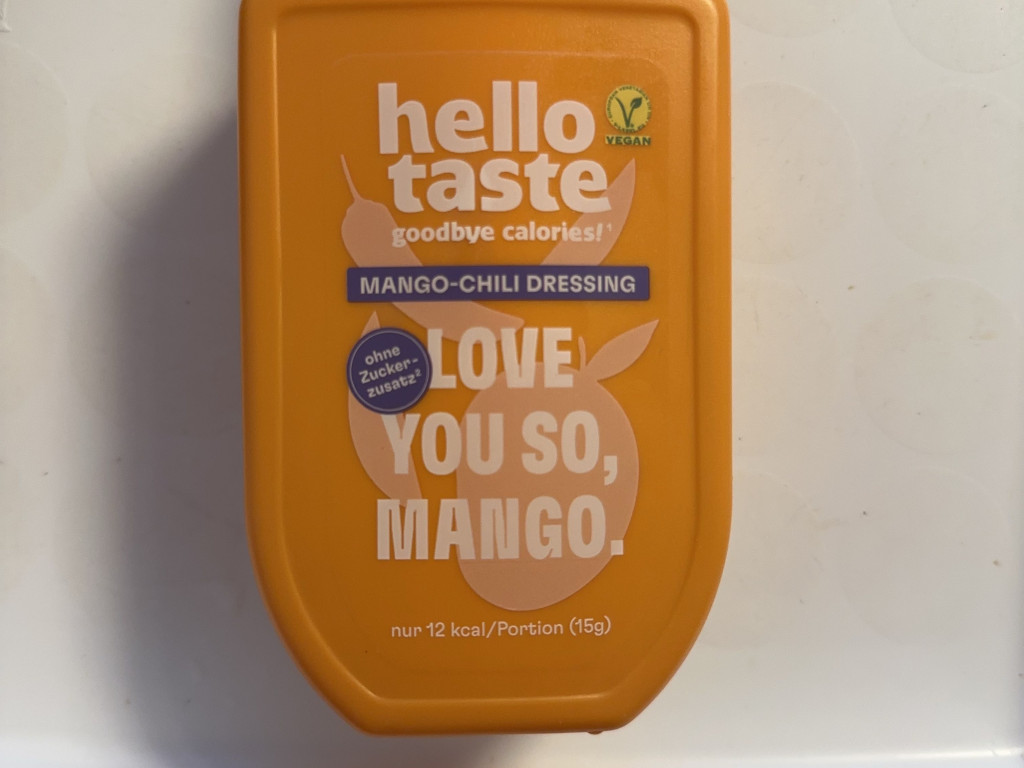 hello
taste
goodbye calories!¹
VEGAN
MANGO-CHILI DRESSING
ohne
Zucker-
zusatz²
LOVE
YOU SO,
MANGO.
nur 12 kcal/Portion (15g)